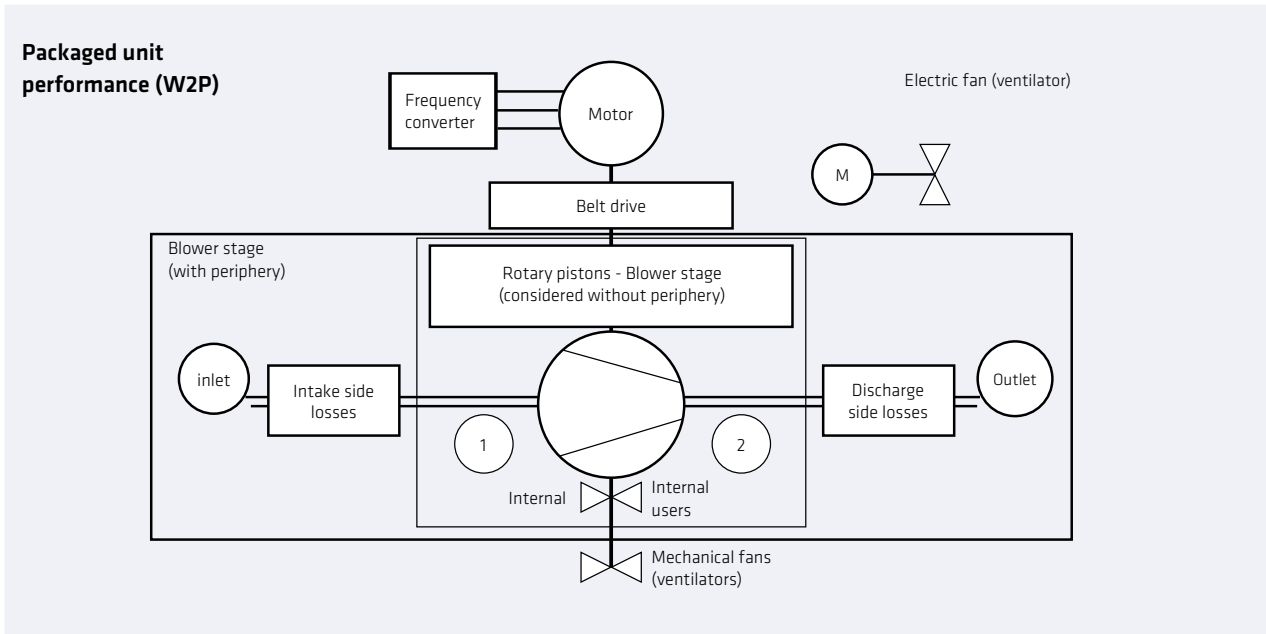 Packaged unit
performance (W2P)
Frequency
converter
Motor
Electric fan (ventilator)
M
Belt drive
Blower stage
(with periphery)
Rotary pistons - Blower stage
(considered without periphery)
inlet
Intake side
losses
Discharge
side losses
Outlet
1
2
Internal
Internal
users
Mechanical fans
(ventilators)